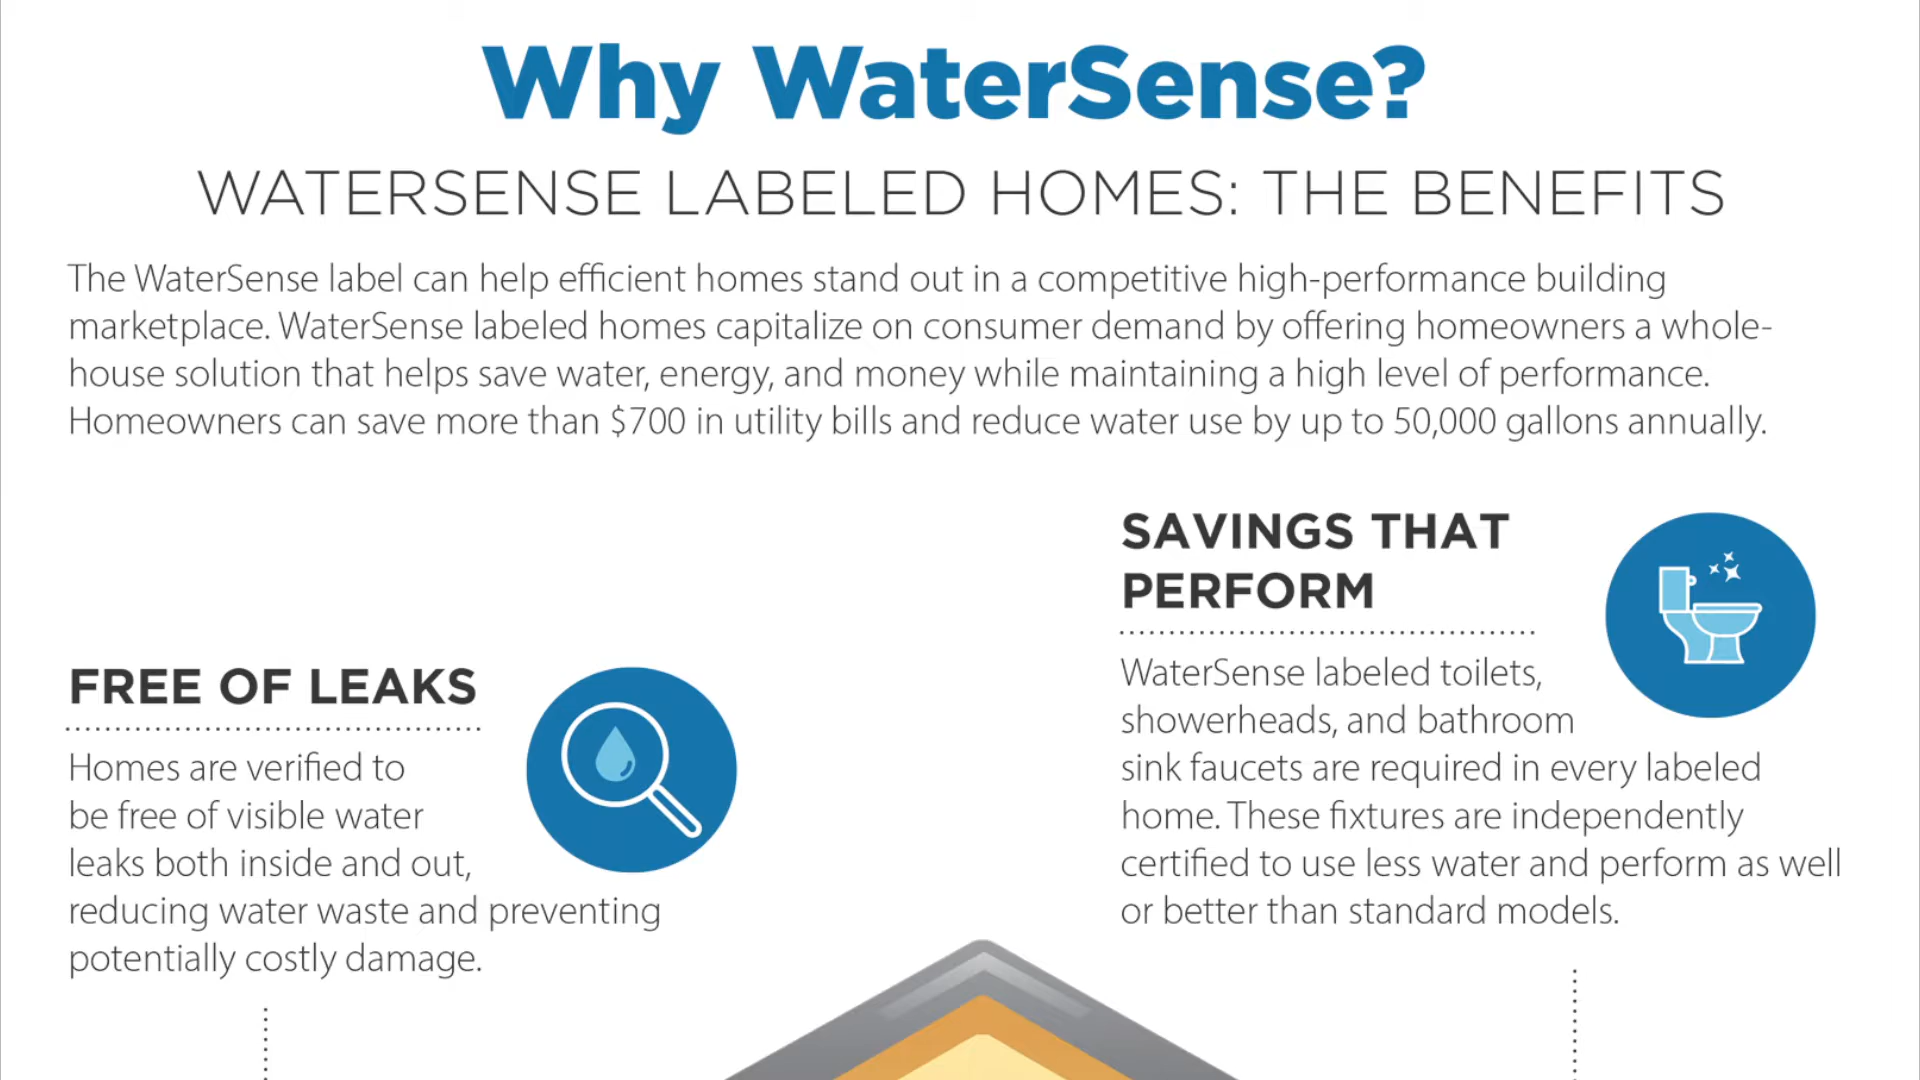 Why WaterSense?
WATERSENSE LABELED HOMES: THE BENEFITS
The WaterSense label can help efficient homes stand out in a competitive high-performance building
marketplace. WaterSense labeled homes capitalize on consumer demand by offering homeowners a whole-
house solution that helps save water, energy, and money while maintaining a high level of performance.
Homeowners can save more than $700 in utility bills and reduce water use by up to 50,000 gallons annually.
FREE OF LEAKS
Homes are verified to
be free of visible water
leaks both inside and out,
reducing water waste and preventing
potentially costly damage.
SAVINGS THAT
PERFORM
WaterSense labeled toilets,
showerheads, and bathroom
sink faucets are required in every labeled
home. These fixtures are independently
certified to use less water and perform as well
or better than standard models.